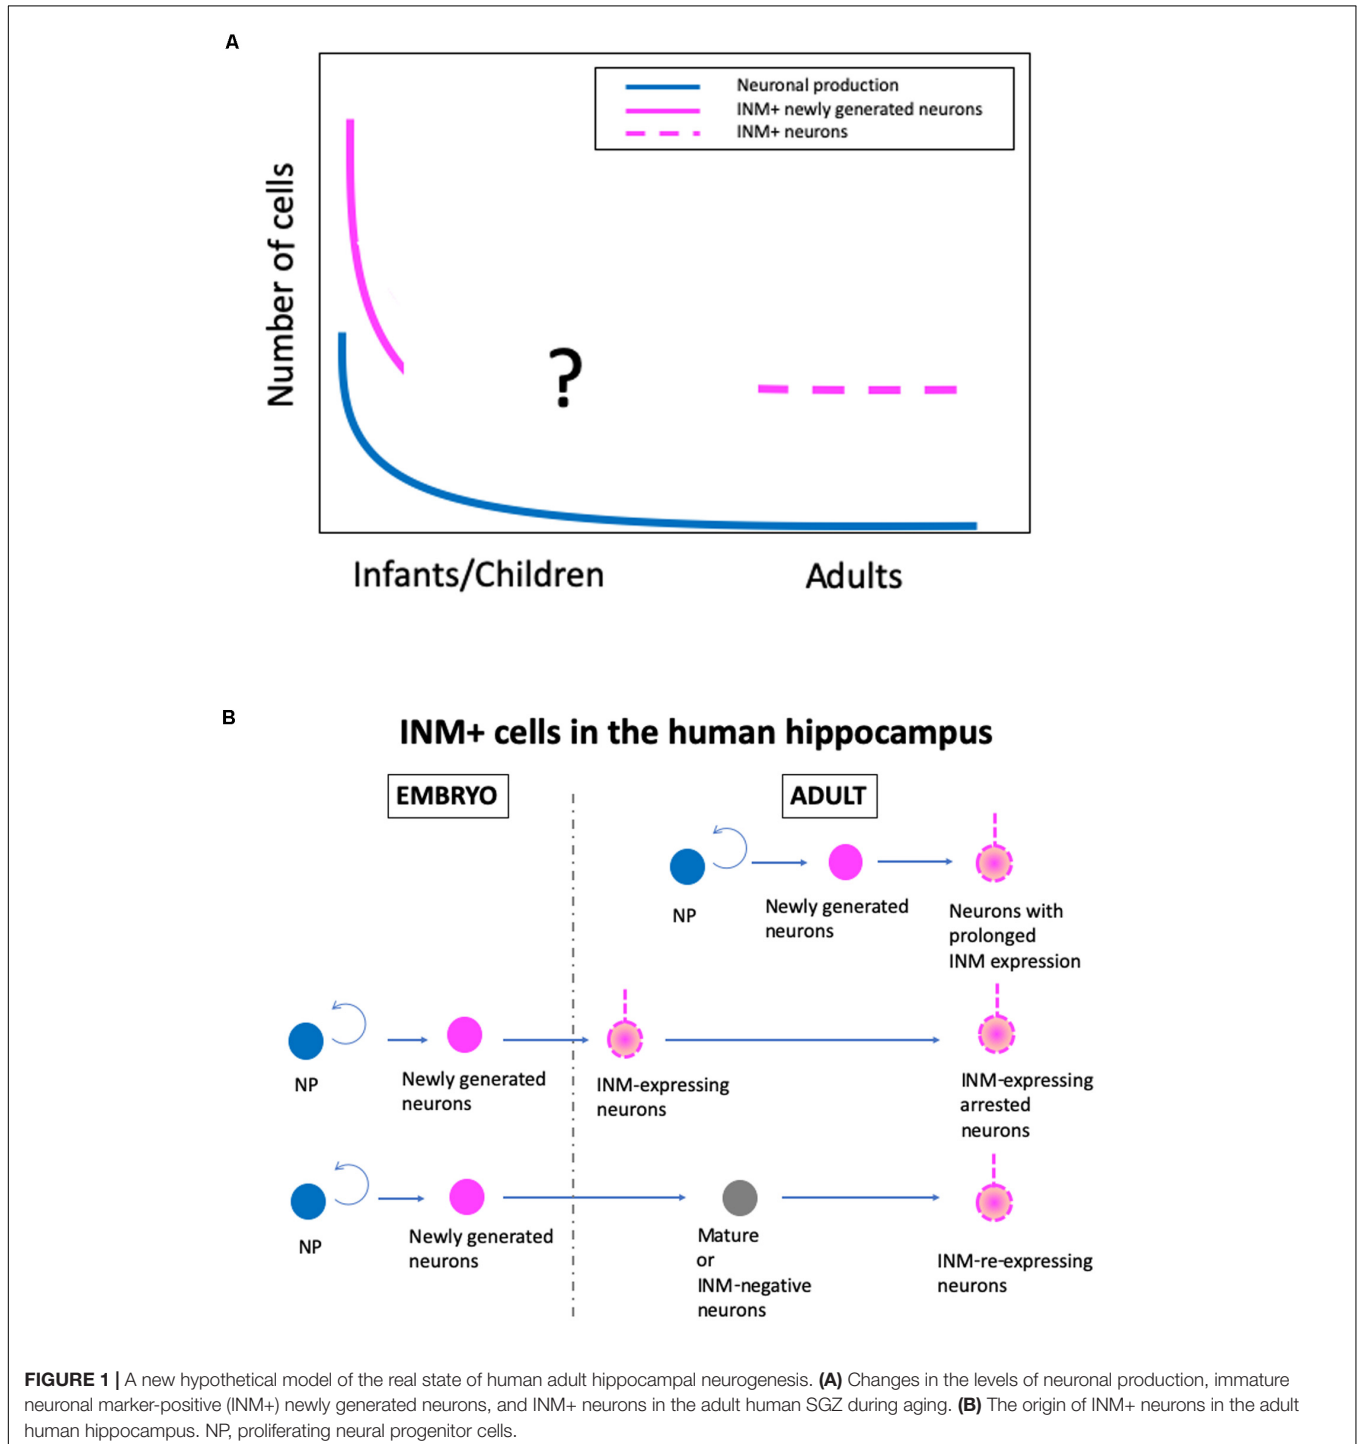 A
Neuronal production
INM+ newly generated neurons
INM+ neurons
Number of cells
?
Infants/Children
Adults
B
INM+ cells in the human hippocampus
EMBRYO
ADULT
NP
Newly generated
neurons
Neurons with
prolonged
INM expression
NP
Newly generated
neurons
INM-expressing
neurons
INM-expressing
arrested
neurons
NP
Newly generated
neurons
Mature
or
INM-negative
neurons
INM-re-expressing
neurons
FIGURE 1 | A new hypothetical model of the real state of human adult hippocampal neurogenesis. (A) Changes in the levels of neuronal production, immature
neuronal marker-positive (INM+) newly generated neurons, and INM+ neurons in the adult human SGZ during aging. (B) The origin of INM+ neurons in the adult
human hippocampus. NP, proliferating neural progenitor cells.